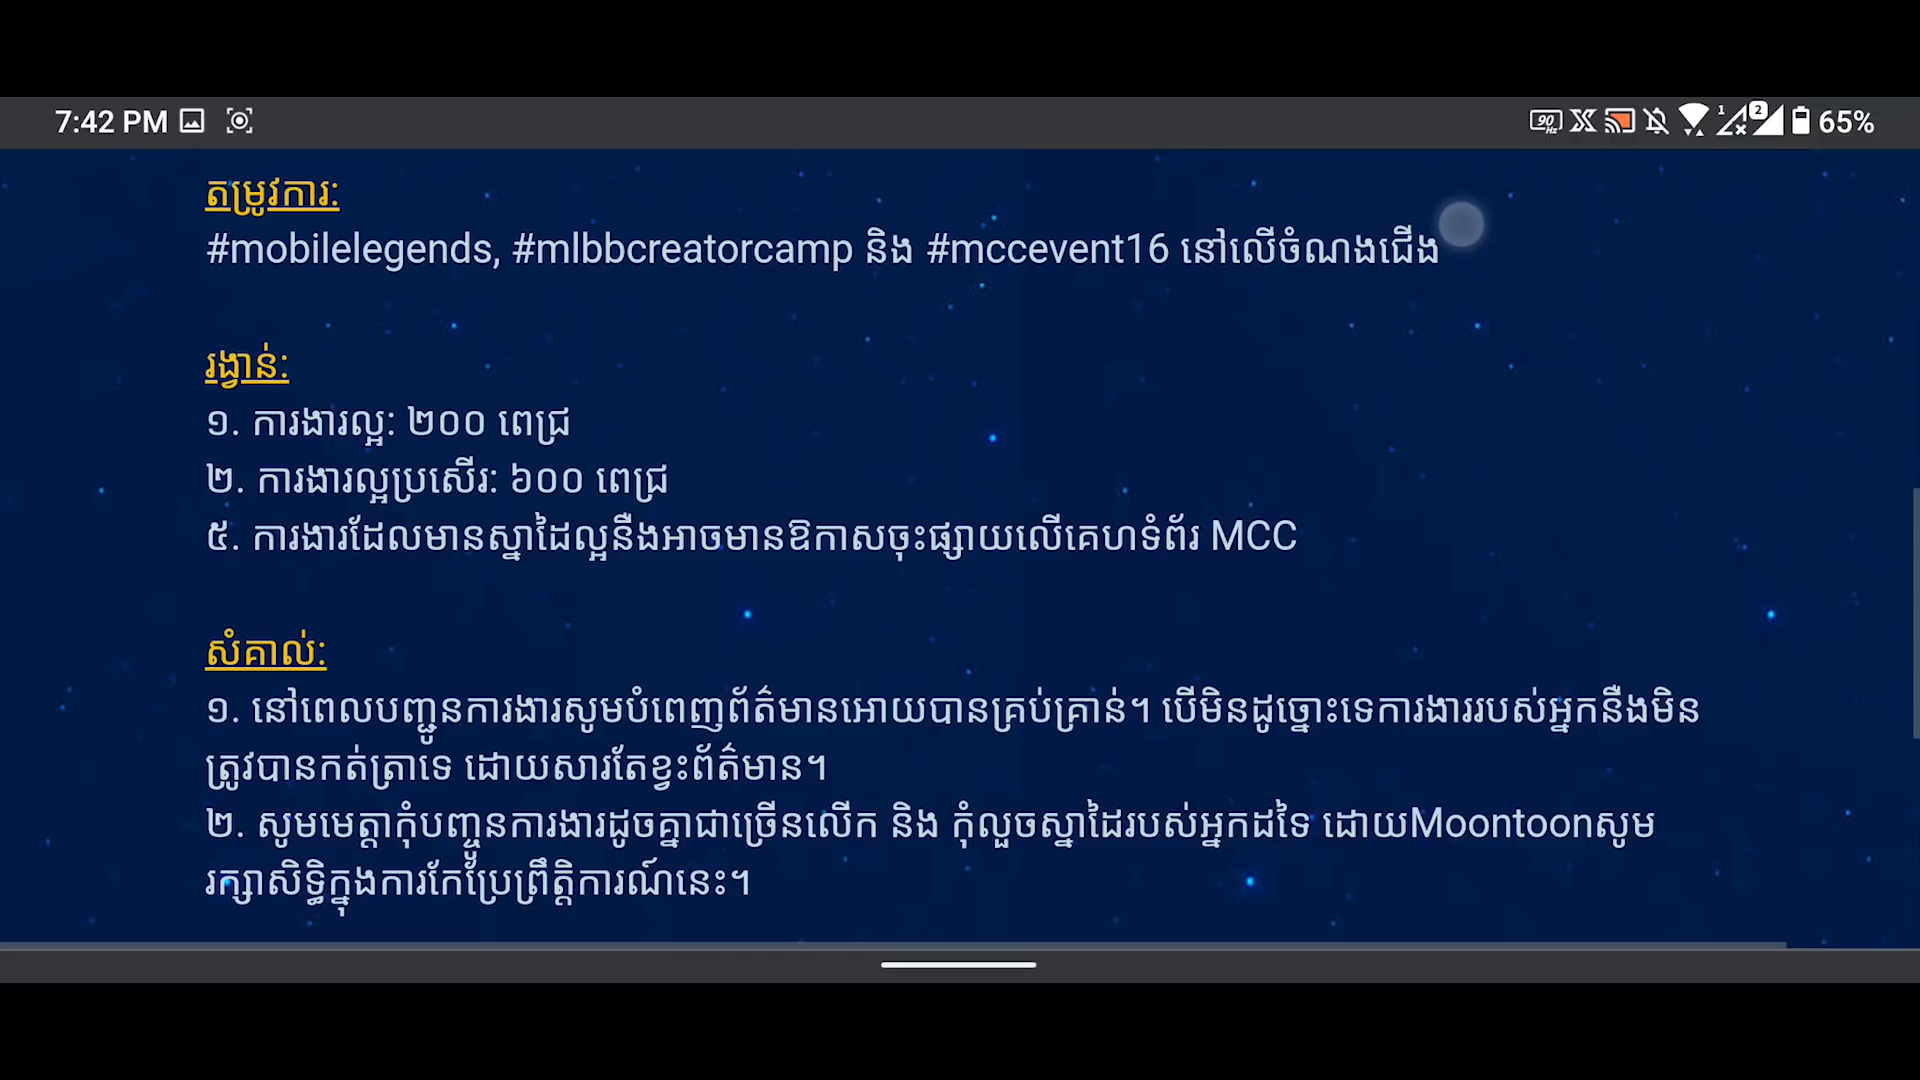 7:42 PM
90Hz
1
2
65%
តម្រូវការ:
#mobilelegends, #mlbbcreatorcamp និង #mccevent16 នៅលើចំណងជើង
រង្វាន់:
១. ការងារល្អ: ២០០ ពេជ្រ
២. ការងារល្អប្រសើរ: ៦០០ ពេជ្រ
៥. ការងារដែលមានស្នាដៃល្អនឹងអាចមានឱកាសចុះផ្សាយលើគេហទំព័រ MCC
សំគាល់:
១. នៅពេលបញ្ជូនការងារសូមបំពេញព័ត៌មានអោយបានគ្រប់គ្រាន់។ បើមិនដូច្នោះទេការងាររបស់អ្នកនឹងមិន
ត្រូវបានកត់ត្រាទេ ដោយសារតែខ្វះព័ត៌មាន។
២. សូមមេត្តាកុំបញ្ចូនការងារដូចគ្នាជាច្រើនលើក និង កុំលួចស្នាដៃរបស់អ្នកដទៃ ដោយMoontoonសូម
រក្សាសិទ្ធិក្នុងការកែប្រែព្រឹត្តិការណ៍នេះ។